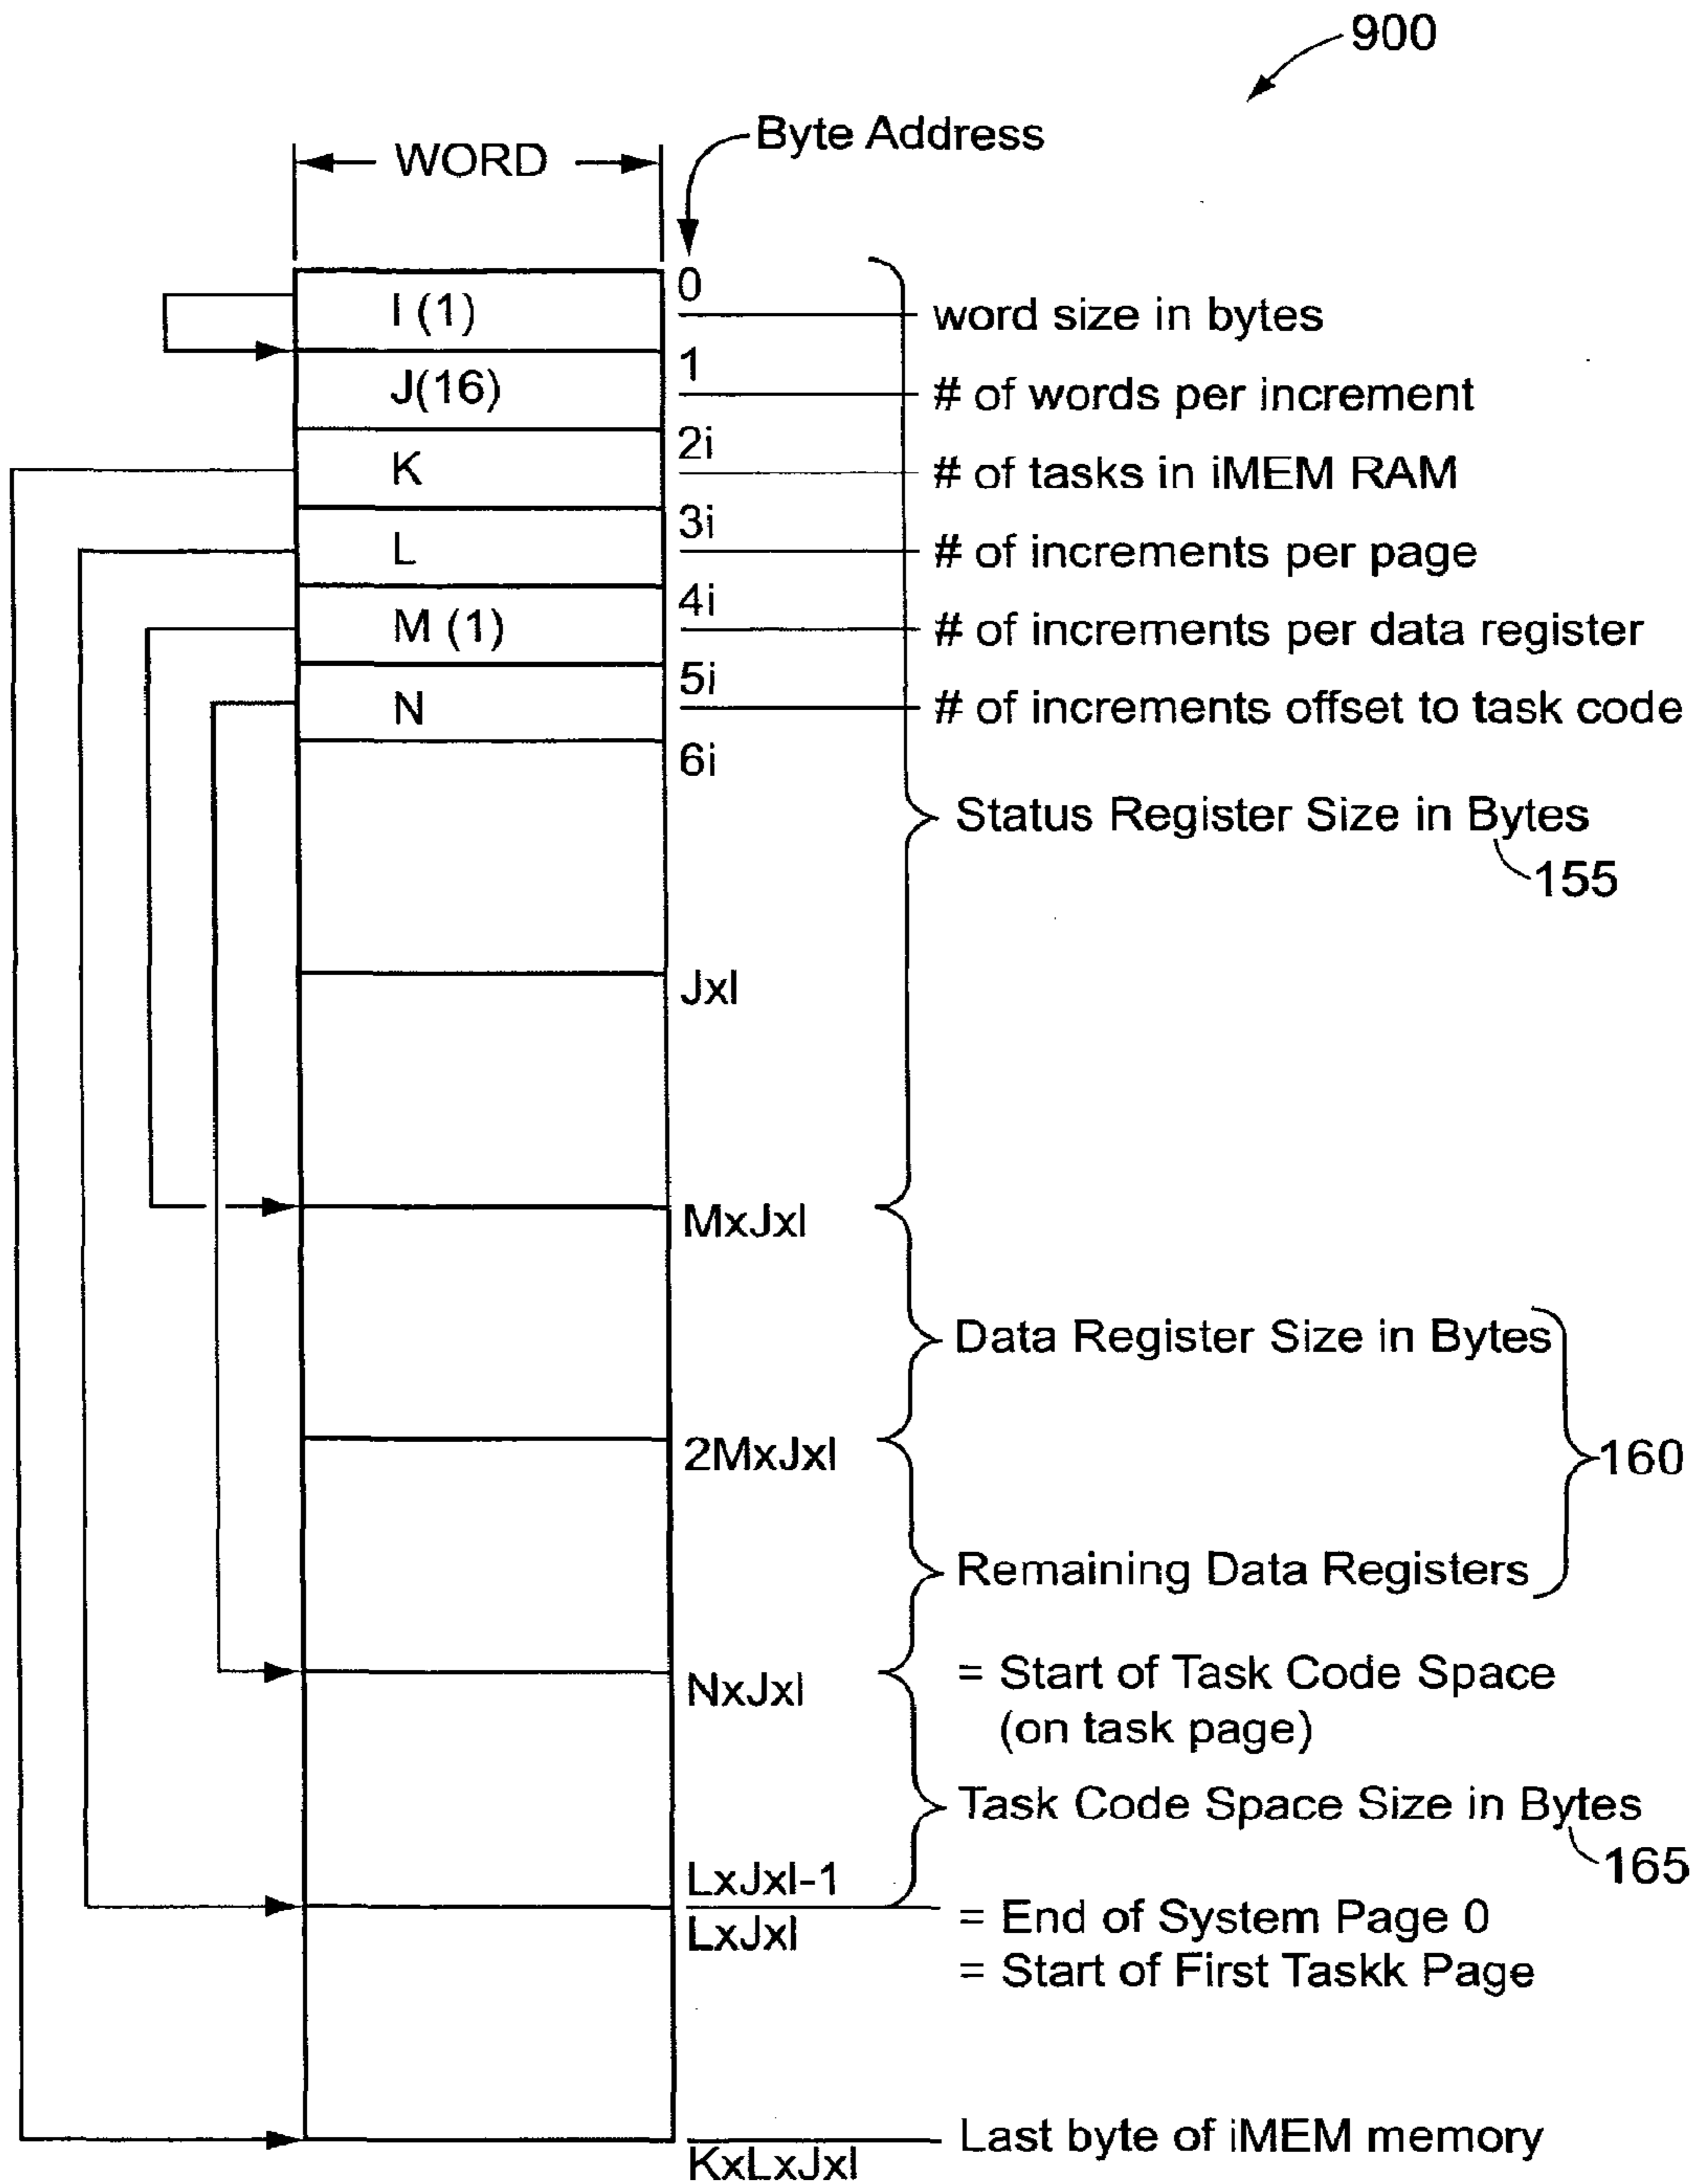 900
Byte Address
WORD
0
I (1)
word size in bytes
1
J(16)
# of words per increment
2i
K
# of tasks in iMEM RAM
3i
L
# of increments per page
4i
M (1)
# of increments per data register
5i
N
# of increments offset to task code
6i
Status Register Size in Bytes
155
JxI
MxJxI
Data Register Size in Bytes
2MxJxI
160
Remaining Data Registers
NxJxI
= Start of Task Code Space
(on task page)
Task Code Space Size in Bytes
165
LxJxI-1
LxJxI
= End of System Page 0
= Start of First Taskk Page
Last byte of iMEM memory
KxLxJxI